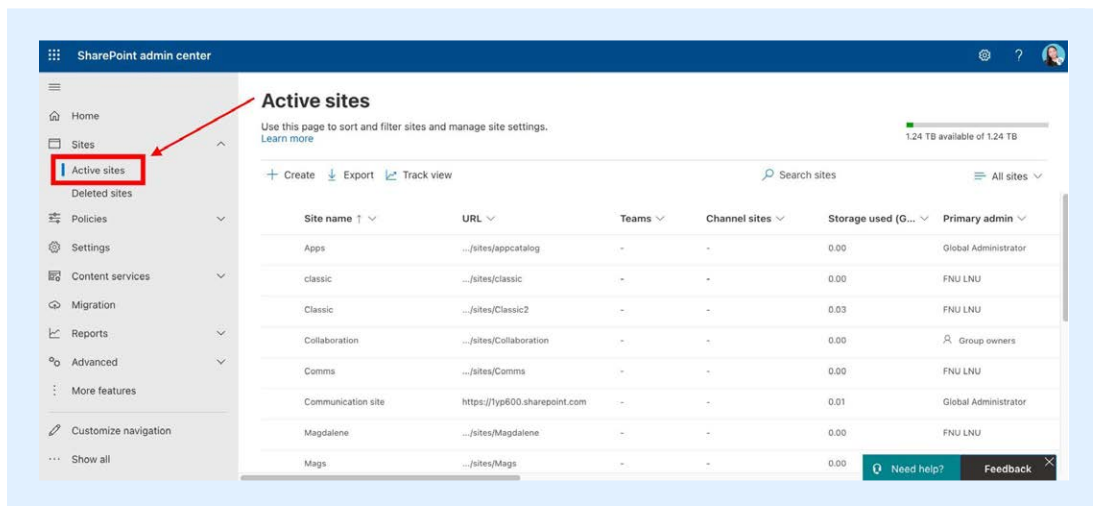 SharePoint admin center
?
Home
Sites
Active sites
Deleted sites
Policies
Settings
Content services
Migration
Reports
Advanced
More features
Customize navigation
Show all
Active sites
Use this page to sort and filter sites and manage site settings.
Learn more
1.24 TB available of 1.24 TB
Create Export Track view Search sites All sites
Site name ↑ URL Teams Channel sites Storage used (G... Primary admin
Apps .../sites/appcatalog - - 0.00 Global Administrator
classic .../sites/classic - - 0.00 FNU LNU
Classic .../sites/Classic2 - - 0.03 FNU LNU
Collaboration .../sites/Collaboration - - 0.00 Group owners
Comms .../sites/Comms - - 0.00 FNU LNU
Communication site https://1yp600.sharepoint.com - - 0.01 Global Administrator
Magdalene .../sites/Magdalene - - 0.00 FNU LNU
Mags .../sites/Mags - - 0.00
Need help? Feedback